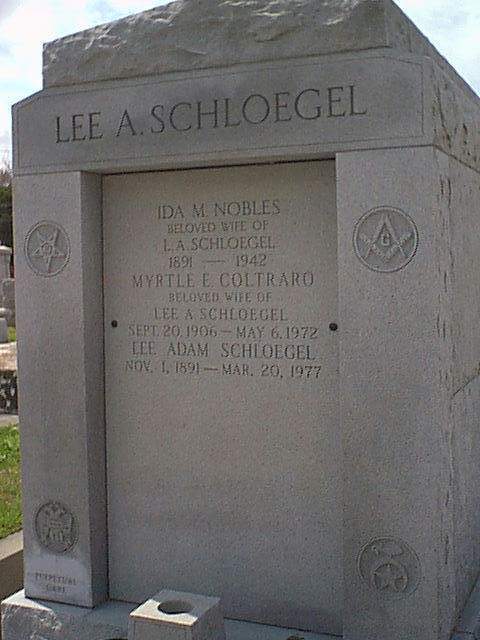 LEE A. SCHLOEGEL
IDA M. NOBLES
BELOVED WIFE OF
L.A. SCHLOEGEL
1891 — 1942
MYRTLE E. COLTRARO
BELOVED WIFE OF
LEE A. SCHLOEGEL
SEPT. 20, 1906 — MAY 6, 1972
LEE ADAM SCHLOEGEL
NOV. 1, 1891 — MAR. 20, 1977
G
PERPETUAL
CARE